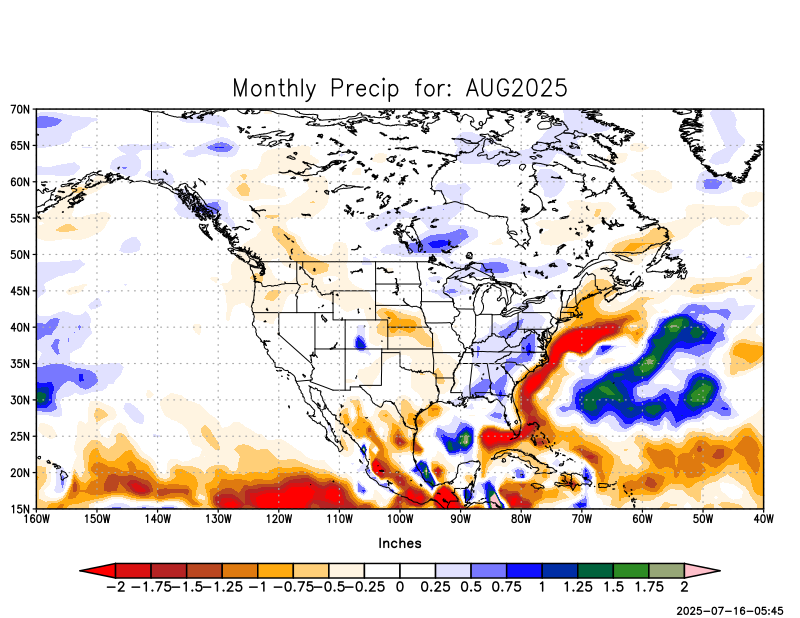 Monthly Precip for: AUG2025
70N
65N
60N
55N
50N
45N
40N
35N
30N
25N
20N
15N
160W 150W 140W 130W 120W 110W 100W 90W 80W 70W 60W 50W 40W
Inches
-2 -1.75 -1.5 -1.25 -1 -0.75 -0.5 -0.25 0 0.25 0.5 0.75 1 1.25 1.5 1.75 2
2025-07-16-05:45